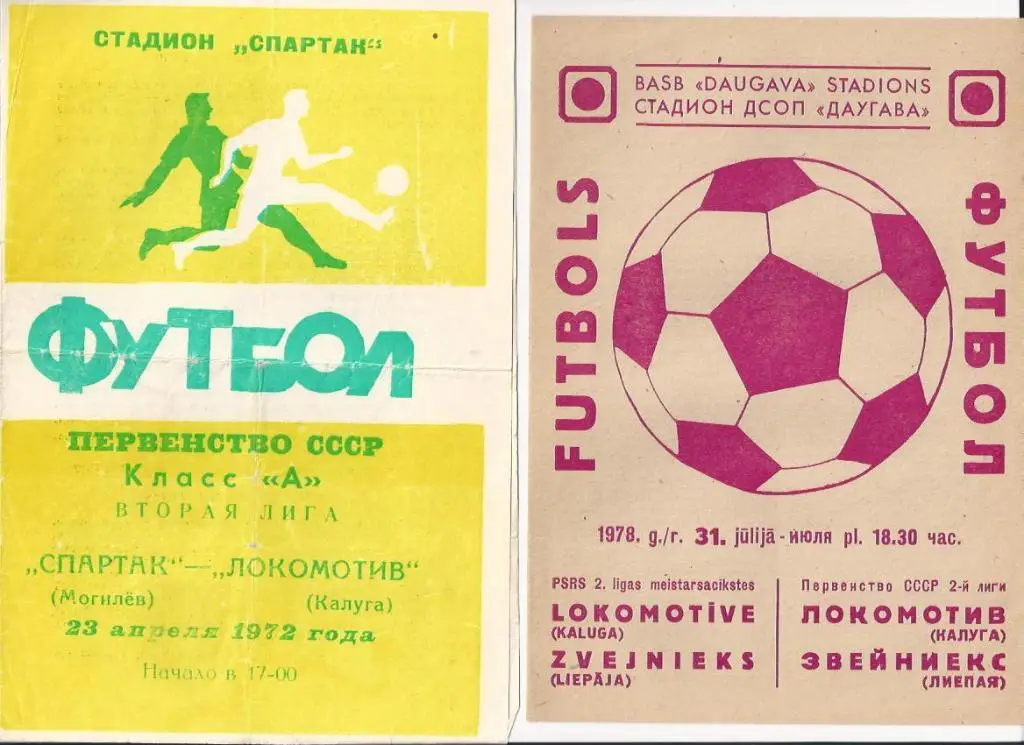 СТАДИОН „СПАРТАК“
ФУТБОЛ
ПЕРВЕНСТВО СССР
Класс «А»
ВТОРАЯ ЛИГА
„СПАРТАК“—„ЛОКОМОТИВ“
(Могилёв) (Калуга)
23 апреля 1972 года
Начало в 17-00
BASB «DAUGAVA» STADIONS
СТАДИОН ДСОП «ДАУГАВА»
FUTBOLS
ФУТБОЛ
1978. g./г. 31. jūlijā - июля pl. 18.30 час.
PSRS 2. līgas meistarsacīkstes
LOKOMOTĪVE
(KALUGA)
ZVEJNIEKS
(LIEPĀJA)
Первенство СССР 2-й лиги
ЛОКОМОТИВ
(КАЛУГА)
ЗВЕЙНИЕКС
(ЛИЕПАЯ)